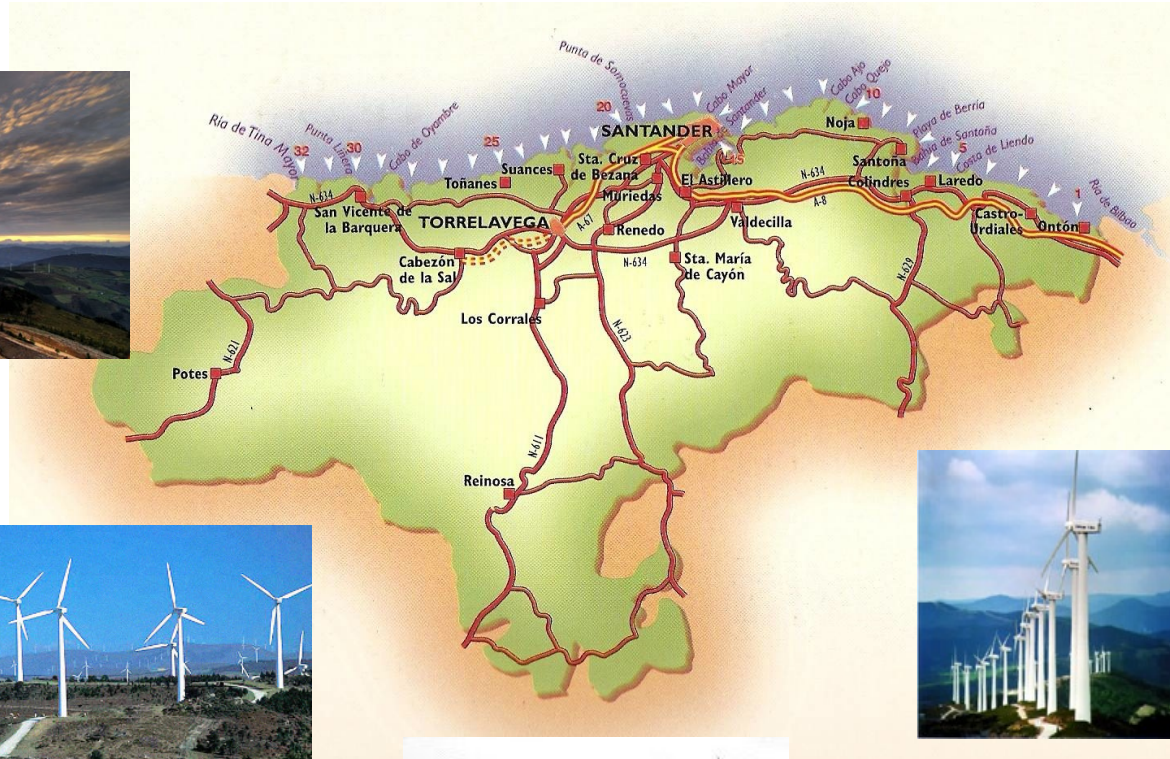 Punta de Somocuevas
Cabo Mayor
Bahía de Santander
Cabo Ajo
Cabo Quejo
10
Noja
Playa de Berria
Bahía de Santoña
5
Costa de Liendo
1
Ría de Bilbao
20
SANTANDER
15
Ría de Tina Mayor
32
Punta Linera
30
Cabo de Oyambre
25
Suances
Toñanes
Sta. Cruz
de Bezana
Muriedas
El Astillero
N-634
A-8
Santoña
Colindres
Laredo
Castro-
Urdiales
Ontón
N-634
San Vicente de
la Barquera
TORRELAVEGA
A-67
Renedo
Valdecilla
Cabezón
de la Sal
N-634
Sta. María
de Cayón
N-629
Los Corrales
N-623
N-621
Potes
N-611
Reinosa